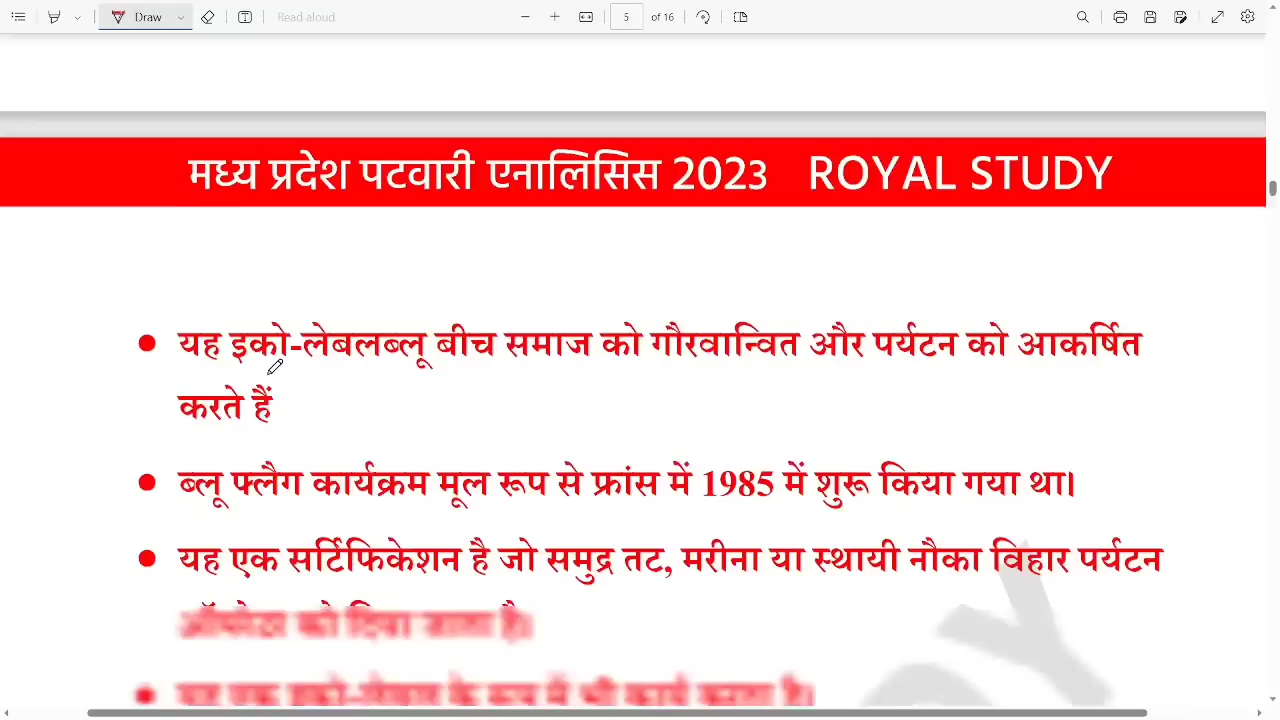 Draw
Read aloud
5 of 16
मध्य प्रदेश पटवारी एनालिसिस 2023 ROYAL STUDY
यह इको-लेबलब्लू बीच समाज को गौरवान्वित और पर्यटन को आकर्षित
करते हैं
ब्लू फ्लैग कार्यक्रम मूल रूप से फ्रांस में 1985 में शुरू किया गया था।
यह एक सर्टिफिकेशन है जो समुद्र तट, मरीना या स्थायी नौका विहार पर्यटन